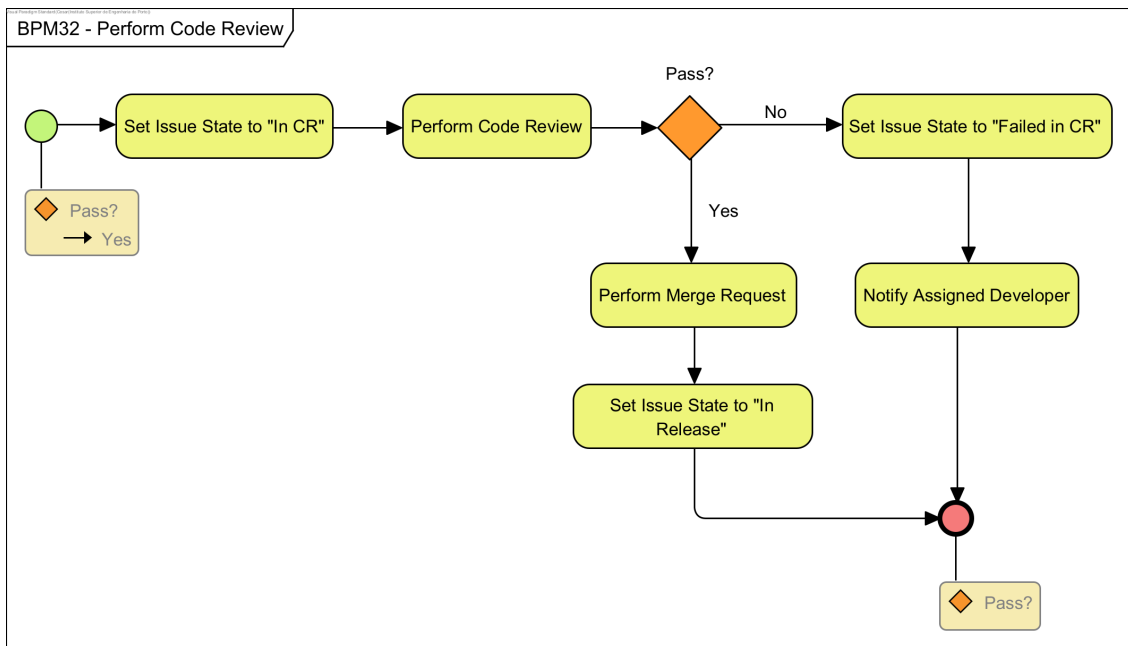 BPM32 - Perform Code Review
Pass?
Set Issue State to "In CR"
Perform Code Review
No
Set Issue State to "Failed in CR"
Pass?
Yes
Yes
Perform Merge Request
Notify Assigned Developer
Set Issue State to "In
Release"
Pass?